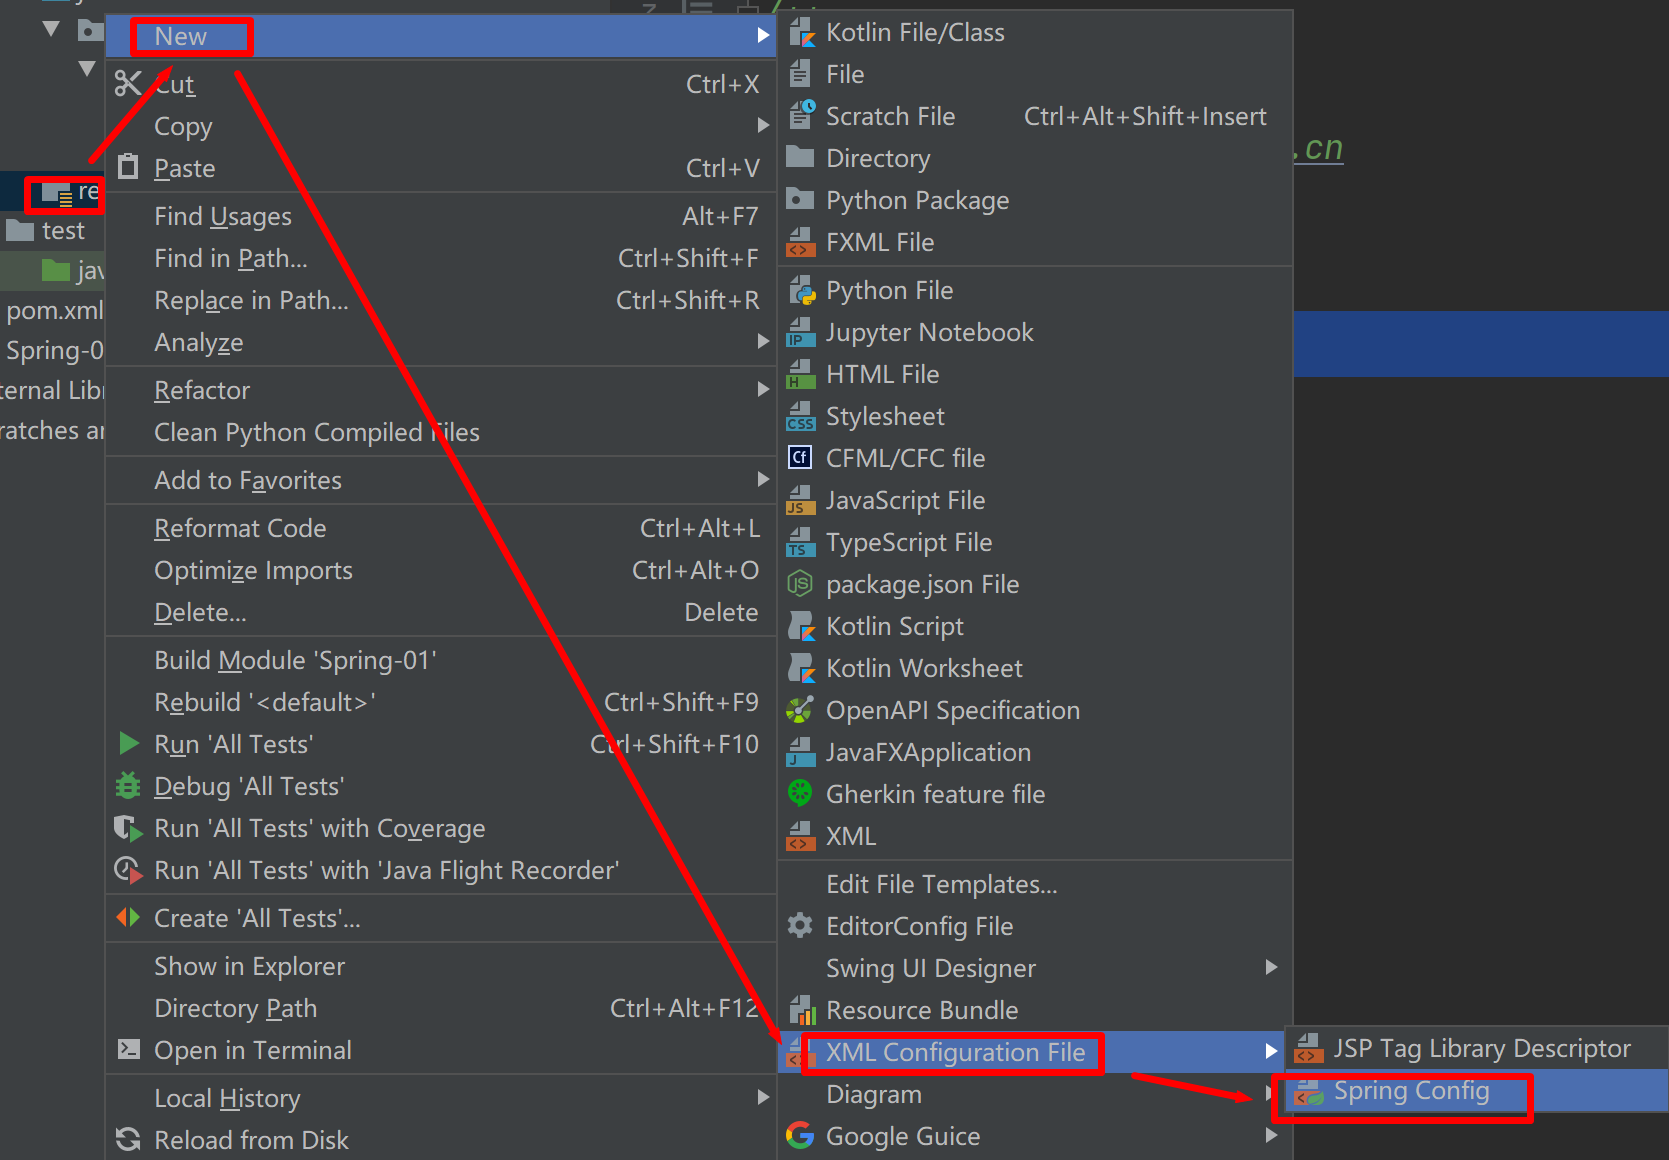 New
Cut Ctrl+X
Copy
Paste Ctrl+V
Find Usages Alt+F7
Find in Path... Ctrl+Shift+F
Replace in Path... Ctrl+Shift+R
Analyze
Refactor
Clean Python Compiled Files
Add to Favorites
Reformat Code Ctrl+Alt+L
Optimize Imports Ctrl+Alt+O
Delete... Delete
Build Module 'Spring-01'
Rebuild '<default>' Ctrl+Shift+F9
Run 'All Tests' Ctrl+Shift+F10
Debug 'All Tests'
Run 'All Tests' with Coverage
Run 'All Tests' with 'Java Flight Recorder'
Create 'All Tests'...
Show in Explorer
Directory Path Ctrl+Alt+F12
Open in Terminal
Local History
Reload from Disk
re
test
jav
pom.xml
Spring-0
ternal Lib
ratches a
Kotlin File/Class
File
Scratch File Ctrl+Alt+Shift+Insert
Directory
Python Package
FXML File
Python File
Jupyter Notebook
HTML File
Stylesheet
CFML/CFC file
JavaScript File
TypeScript File
package.json File
Kotlin Script
Kotlin Worksheet
OpenAPI Specification
JavaFXApplication
Gherkin feature file
XML
Edit File Templates...
EditorConfig File
Swing UI Designer
Resource Bundle
XML Configuration File
Diagram
Google Guice
JSP Tag Library Descriptor
Spring Config
.cn